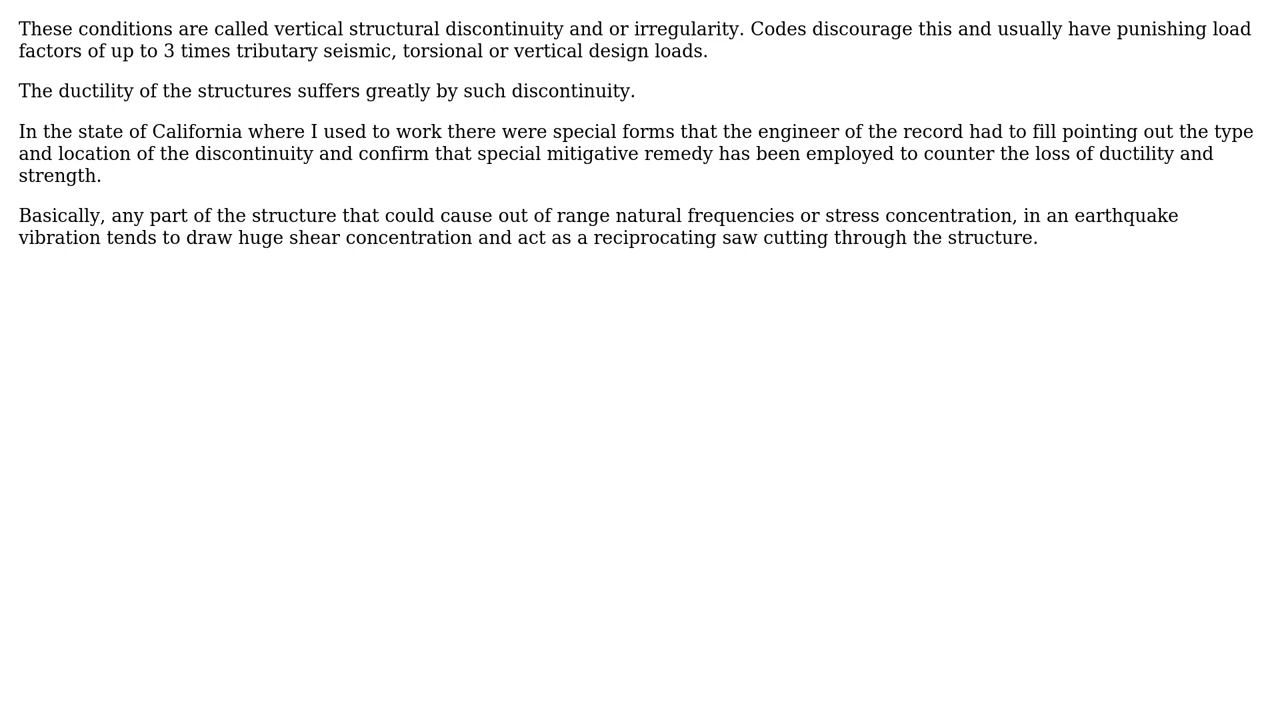 These conditions are called vertical structural discontinuity and or irregularity. Codes discourage this and usually have punishing load
factors of up to 3 times tributary seismic, torsional or vertical design loads.
The ductility of the structures suffers greatly by such discontinuity.
In the state of California where I used to work there were special forms that the engineer of the record had to fill pointing out the type
and location of the discontinuity and confirm that special mitigative remedy has been employed to counter the loss of ductility and
strength.
Basically, any part of the structure that could cause out of range natural frequencies or stress concentration, in an earthquake
vibration tends to draw huge shear concentration and act as a reciprocating saw cutting through the structure.